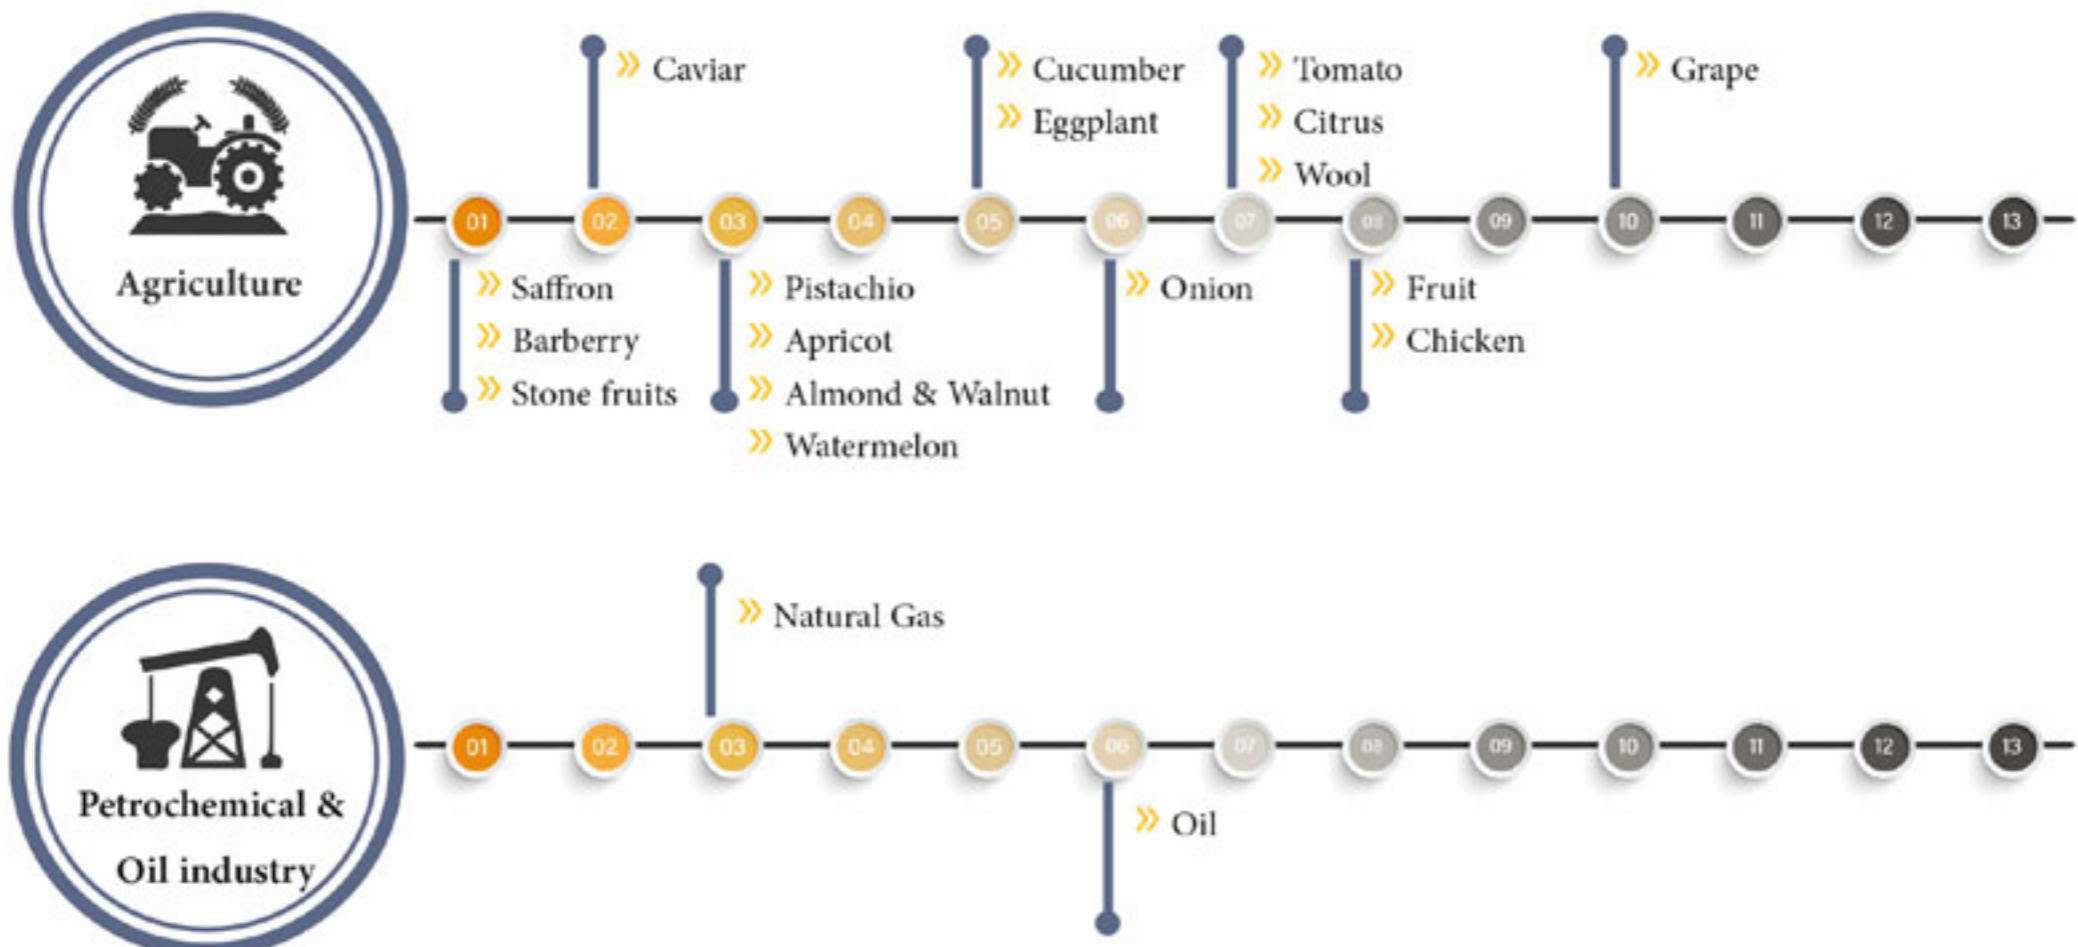 Caviar
Cucumber
Eggplant
Tomato
Citrus
Wool
Grape
01 02 03 04 05 06 07 08 09 10 11 12 13
Agriculture
Saffron
Barberry
Stone fruits
Pistachio
Apricot
Almond & Walnut
Watermelon
Onion
Fruit
Chicken
Natural Gas
01 02 03 04 05 06 07 08 09 10 11 12 13
Petrochemical &
Oil industry
Oil